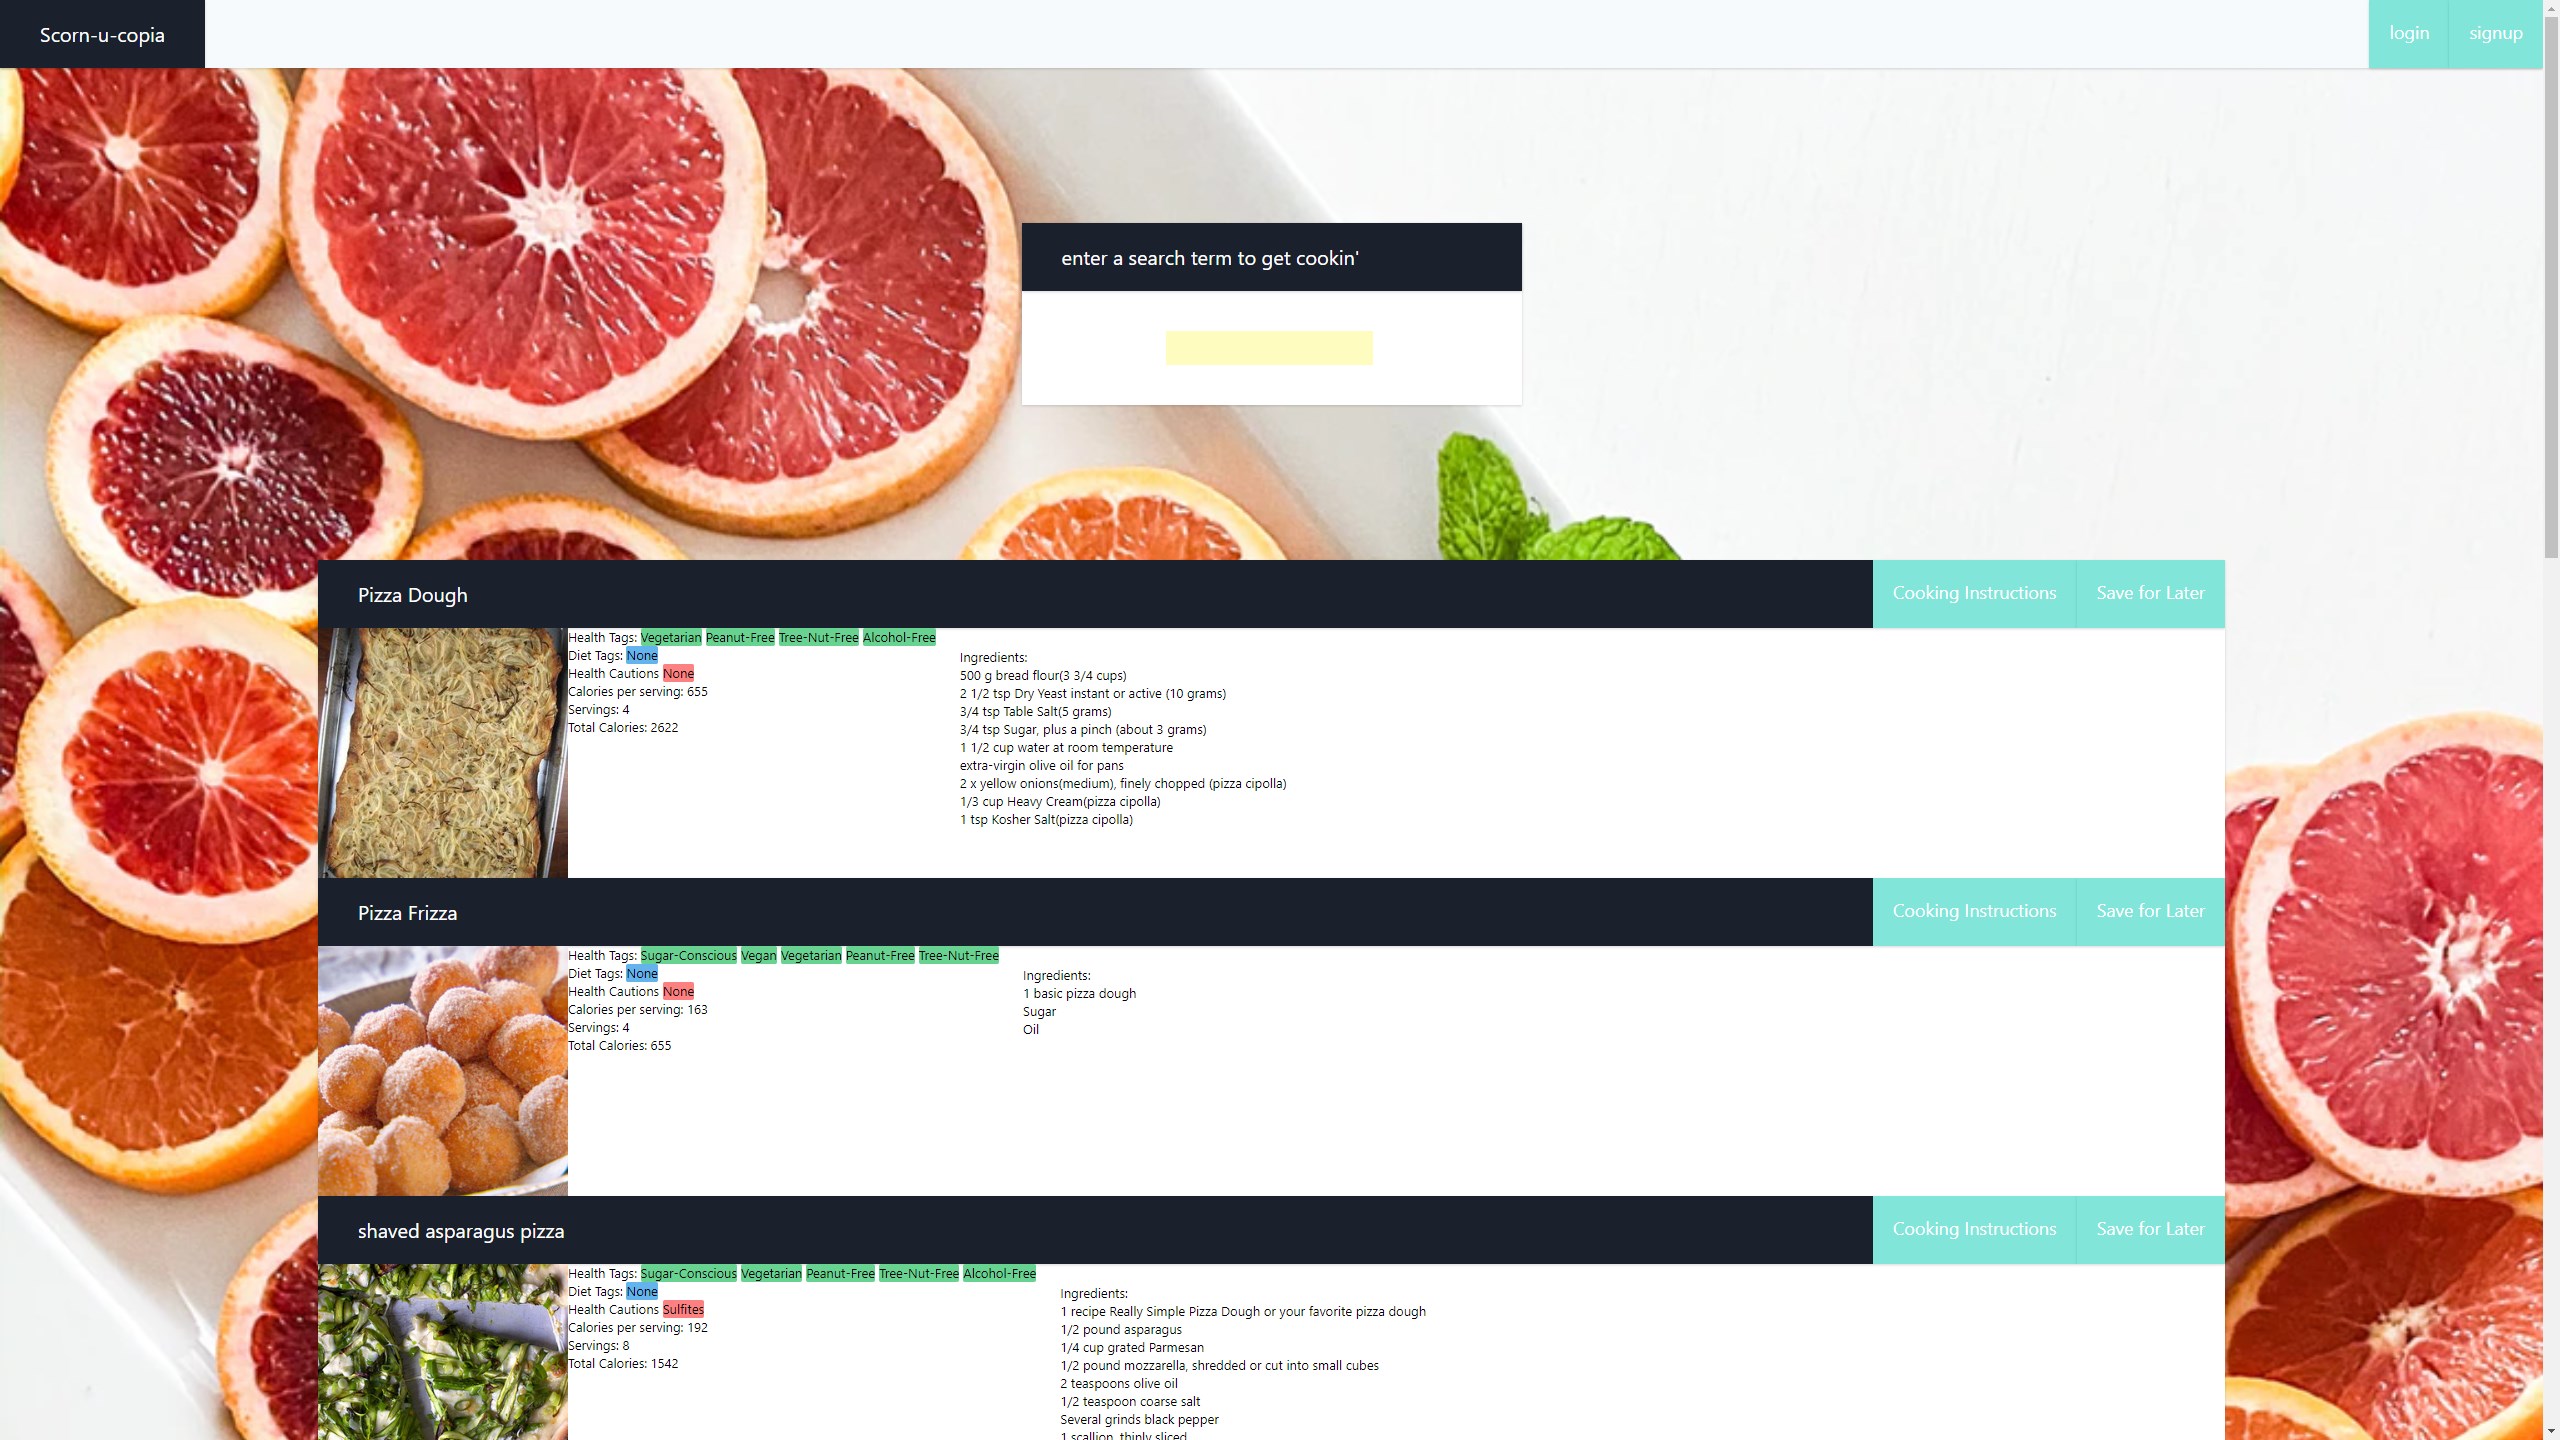 Scorn-u-copia
login
signup
enter a search term to get cookin'
Pizza Dough
Cooking Instructions
Save for Later
Health Tags: Vegetarian Peanut-Free Tree-Nut-Free Alcohol-Free
Diet Tags: None
Health Cautions None
Calories per serving: 655
Servings: 4
Total Calories: 2622
Ingredients:
500 g bread flour(3 3/4 cups)
2 1/2 tsp Dry Yeast instant or active (10 grams)
3/4 tsp Table Salt(5 grams)
3/4 tsp Sugar, plus a pinch (about 3 grams)
1 1/2 cup water at room temperature
extra-virgin olive oil for pans
2 x yellow onions(medium), finely chopped (pizza cipolla)
1/3 cup Heavy Cream(pizza cipolla)
1 tsp Kosher Salt(pizza cipolla)
Pizza Frizza
Cooking Instructions
Save for Later
Health Tags: Sugar-Conscious Vegan Vegetarian Peanut-Free Tree-Nut-Free
Diet Tags: None
Health Cautions None
Calories per serving: 163
Servings: 4
Total Calories: 655
Ingredients:
1 basic pizza dough
Sugar
Oil
shaved asparagus pizza
Cooking Instructions
Save for Later
Health Tags: Sugar-Conscious Vegetarian Peanut-Free Tree-Nut-Free Alcohol-Free
Diet Tags: None
Health Cautions Sulfites
Calories per serving: 192
Servings: 8
Total Calories: 1542
Ingredients:
1 recipe Really Simple Pizza Dough or your favorite pizza dough
1/2 pound asparagus
1/4 cup grated Parmesan
1/2 pound mozzarella, shredded or cut into small cubes
2 teaspoons olive oil
1/2 teaspoon coarse salt
Several grinds black pepper
1 scallion, thinly sliced